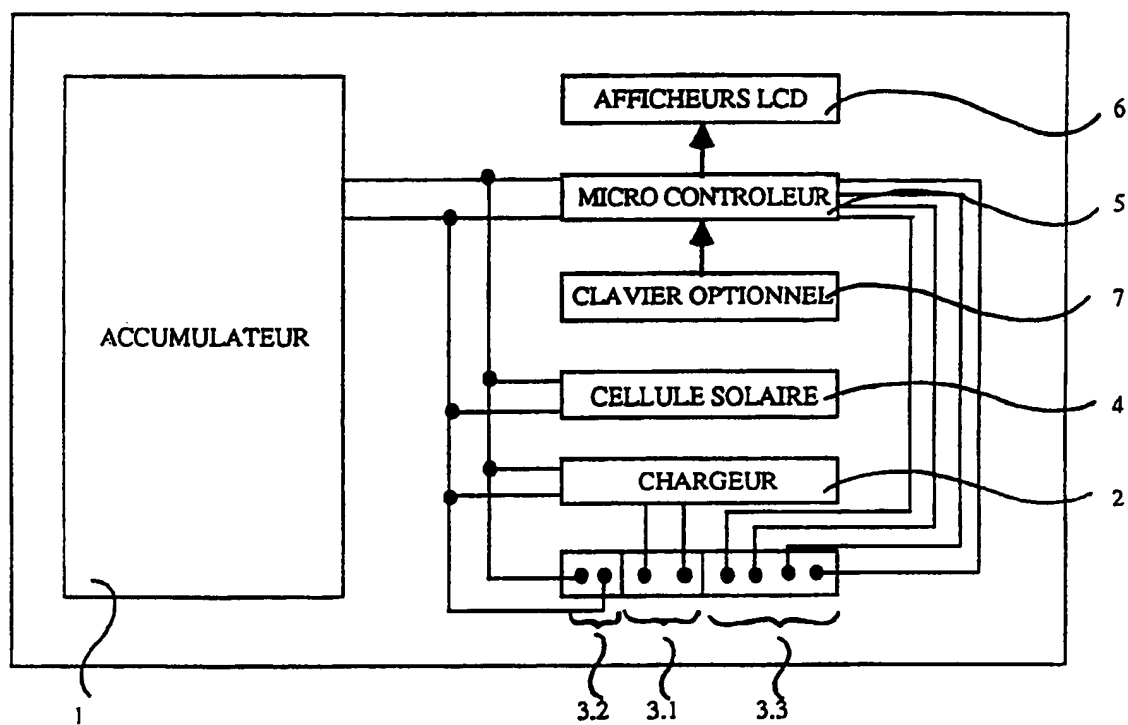 AFFICHEURS LCD
6
MICRO CONTROLEUR
5
CLAVIER OPTIONNEL
7
ACCUMULATEUR
CELLULE SOLAIRE
4
CHARGEUR
2
1
3.2
3.1
3.3